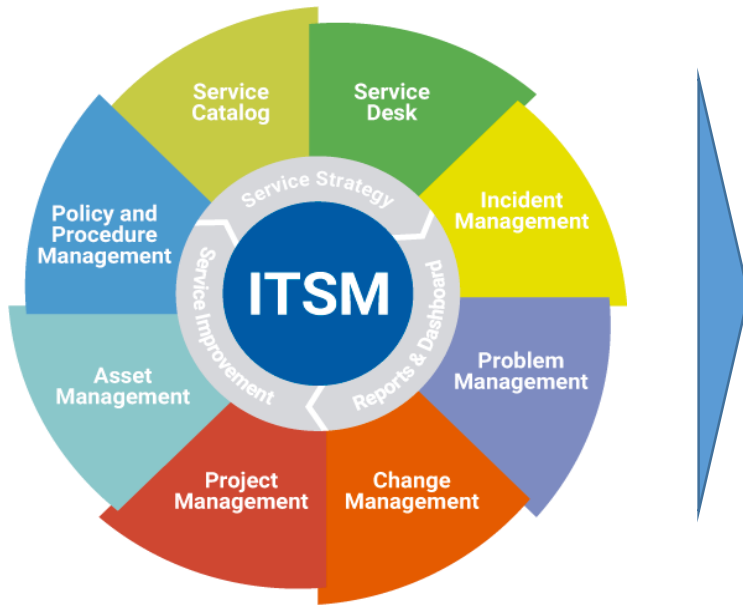 Service
Catalog
Service
Desk
Incident
Management
Problem
Management
Change
Management
Project
Management
Asset
Management
Policy and
Procedure
Management
Service Strategy
Reports & Dashboard
Service Improvement
ITSM